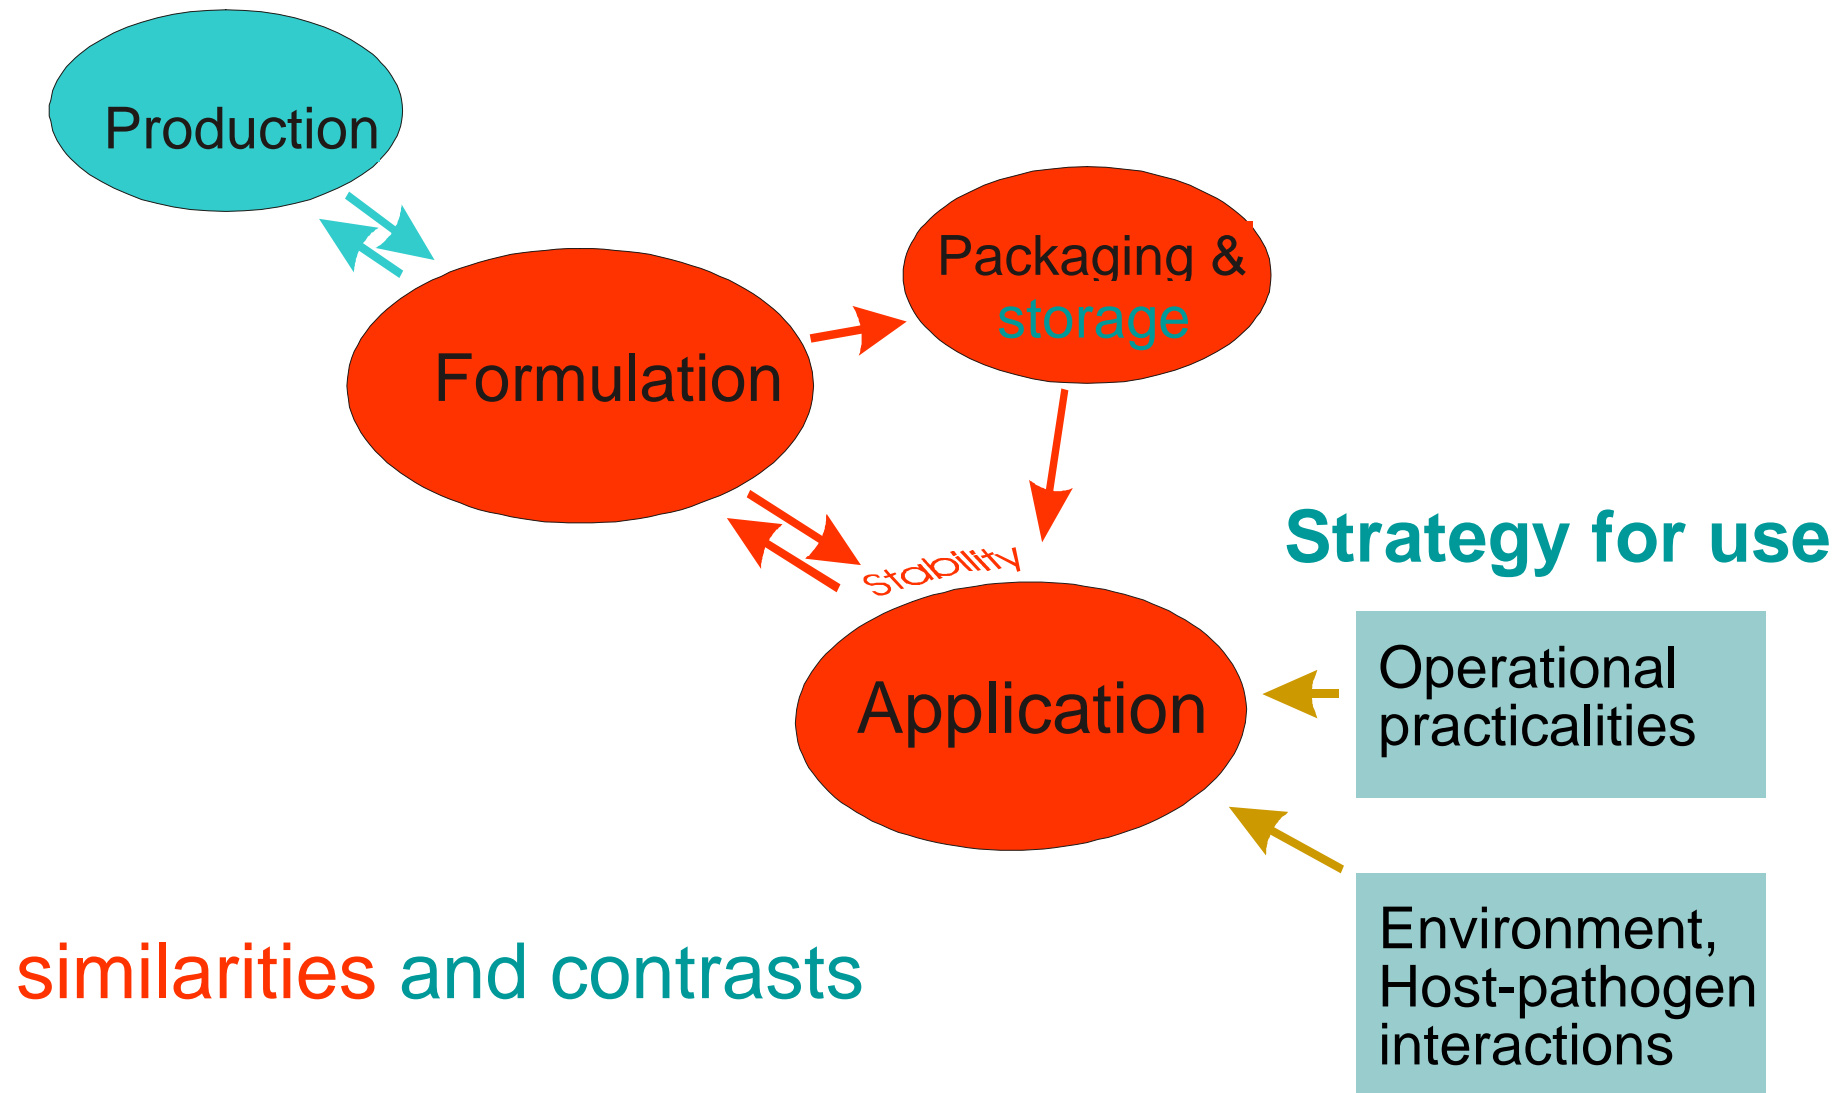 Production
Packaging &
storage
Formulation
Stability
Strategy for use
Operational
practicalities
Application
Environment,
Host-pathogen
interactions
similarities and contrasts